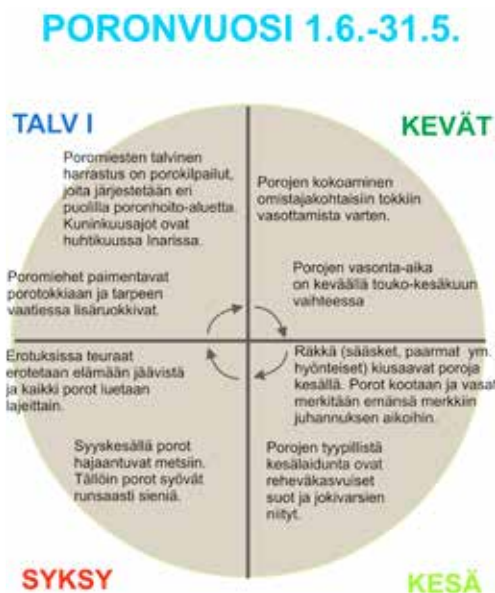 PORONVUOSI 1.6.-31.5.
TALV I
Poromiesten talvinen
harrastus on porokilpailut,
joita järjestetään eri
puolilla poronhoito-aluetta.
Kuninkuusajot ovat
huhtikuussa Inarissa.
Poromiehet paimentavat
porotokkiaan ja tarpeen
vaatiessa lisäruokkivat.
KEVÄT
Porojen kokoaminen
omistajakohtaisiin tokkiin
vasottamista varten.
Porojen vasonta-aika
on keväällä touko-kesäkuun
vaihteessa
Erotuksissa teuraat
erotetaan elämään jäävistä
ja kaikki porot luetaan
lajeittain.
Syyskesällä porot
hajaantuvat metsiin.
Tällöin porot syövät
runsaasti sieniä.
SYKSY
Räkkä (sääsket, paarmat ym.
hyönteiset) kiusaavat poroja
kesällä. Porot kootaan ja vasat
merkitään emänsä merkkiin
juhannuksen aikoihin.
Porojen tyypillistä
kesälaidunta ovat
reheväkasvuiset
suot ja jokivarsien
niityt.
KESÄ